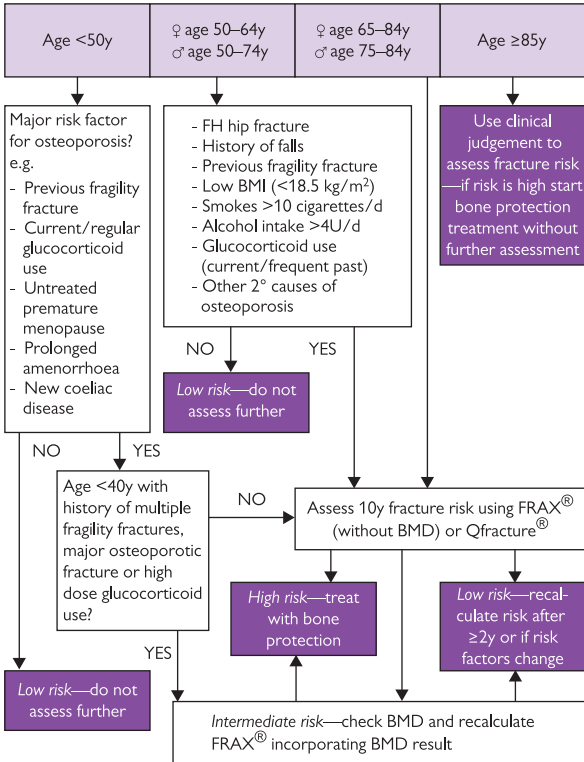 Age <50y
♀ age 50–64y
♂ age 50–74y
♀ age 65–84y
♂ age 75–84y
Age ≥85y
Major risk factor
for osteoporosis?
e.g.
- Previous fragility
fracture
- Current/regular
glucocorticoid
use
- Untreated
premature
menopause
- Prolonged
amenorrhoea
- New coeliac
disease
- FH hip fracture
- History of falls
- Previous fragility fracture
- Low BMI (<18.5 kg/m²)
- Smokes >10 cigarettes/d
- Alcohol intake >4U/d
- Glucocorticoid use
(current/frequent past)
- Other 2° causes of
osteoporosis
Use clinical
judgement to
assess fracture risk
—if risk is high start
bone protection
treatment without
further assessment
NO
YES
Low risk—do not
assess further
NO
YES
Age <40y with
history of multiple
fragility fractures,
major osteoporotic
fracture or high
dose glucocorticoid
use?
NO
Assess 10y fracture risk using FRAX®
(without BMD) or Qfracture®
High risk—treat
with bone
protection
Low risk—recal-
culate risk after
≥2y or if risk
factors change
YES
Low risk—do not
assess further
Intermediate risk—check BMD and recalculate
FRAX® incorporating BMD result